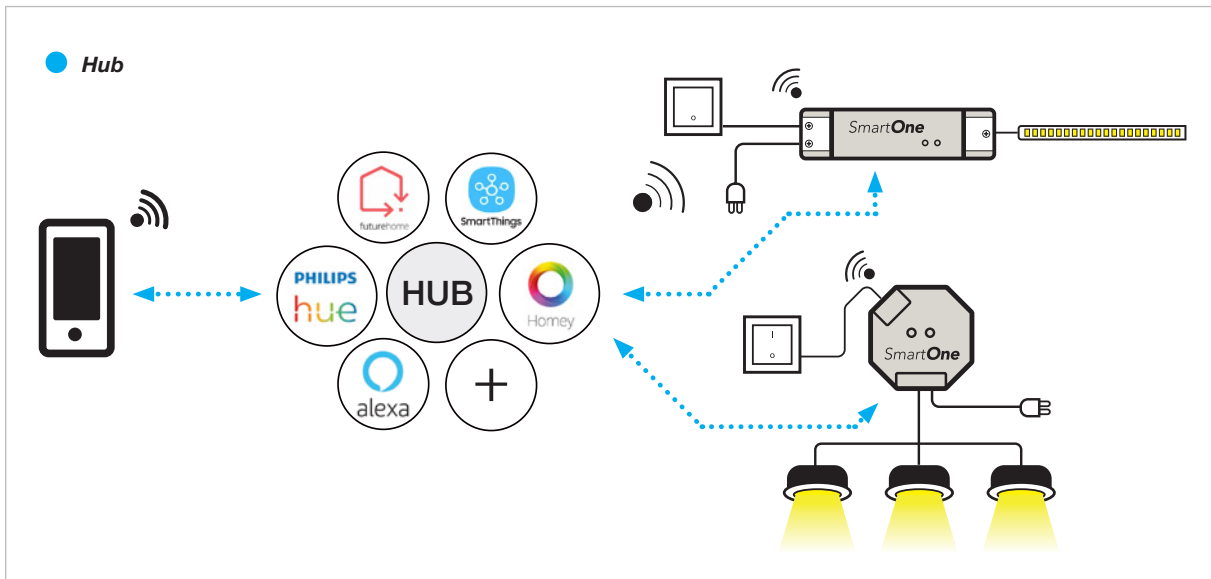 Hub
SmartOne
futurehome
SmartThings
PHILIPS
hue
HUB
Homey
alexa
+
SmartOne